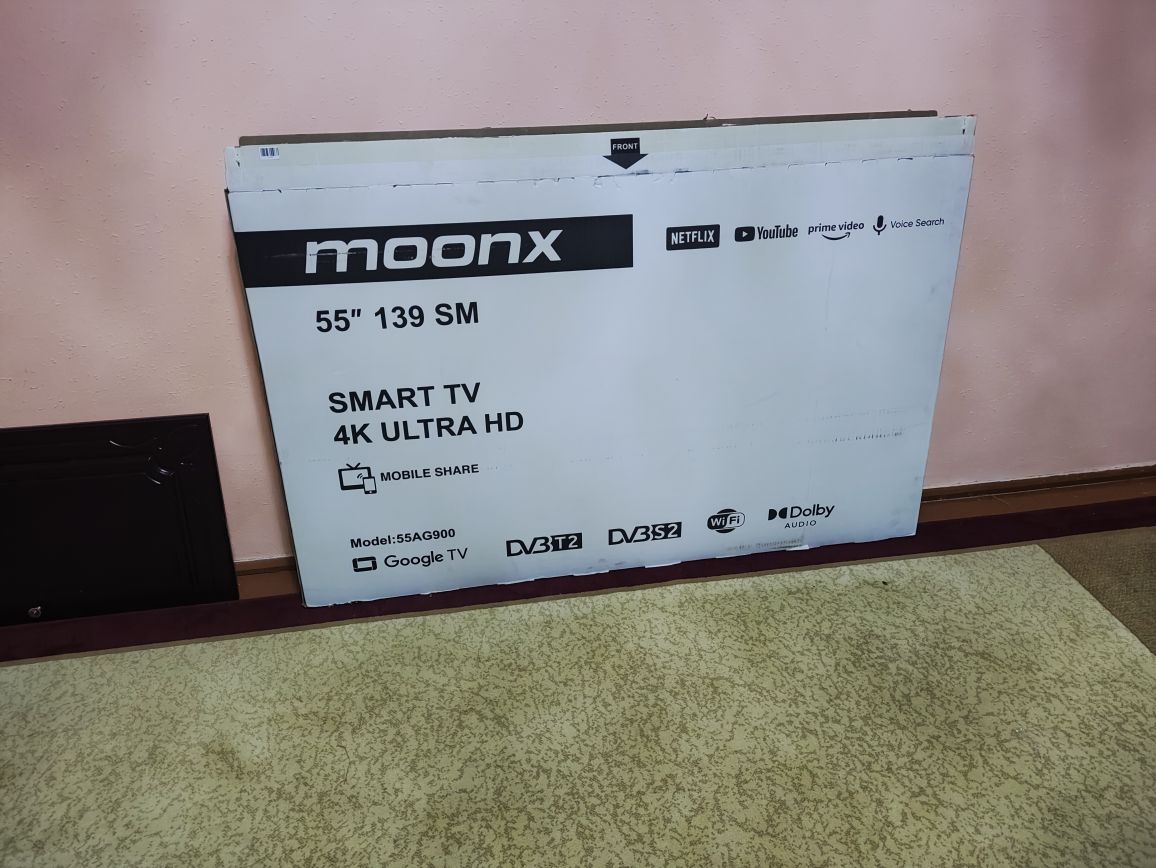 FRONT
moonx
NETFLIX YouTube prime video Voice Search
55" 139 SM
SMART TV
4K ULTRA HD
MOBILE SHARE
Model:55AG900
Google TV DVB T2 DVB S2 WiFi Dolby
AUDIO